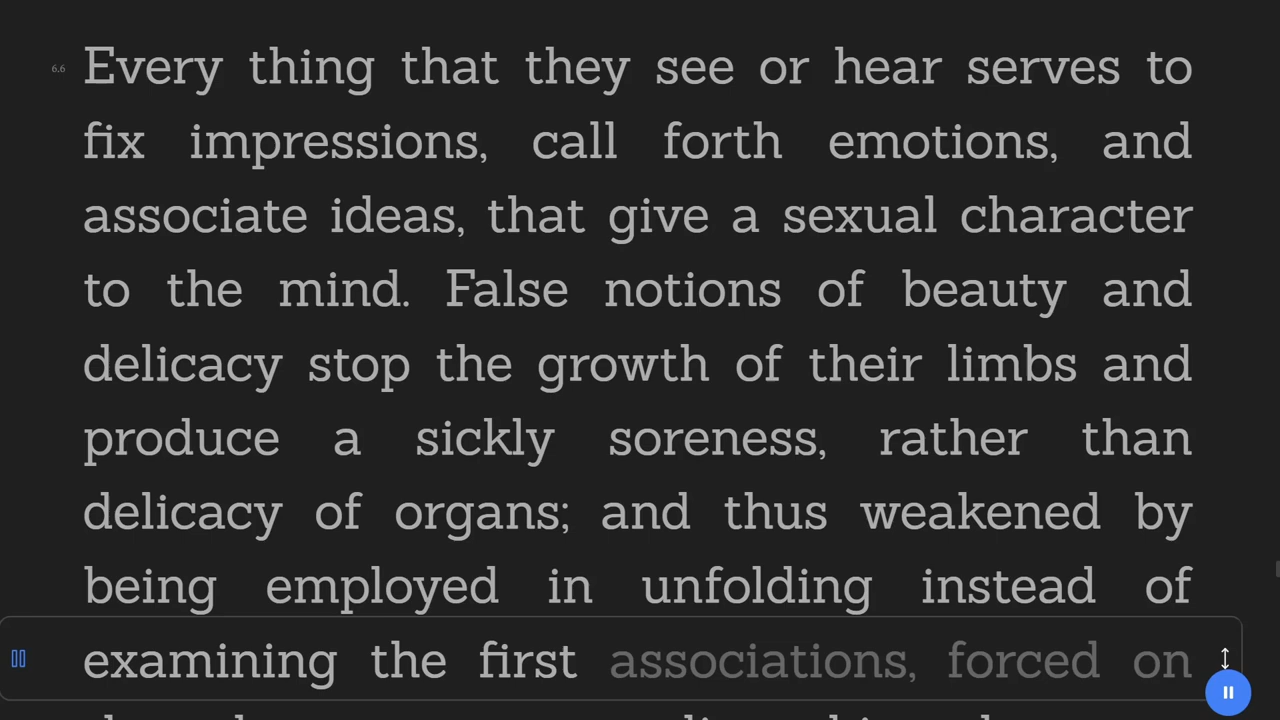 6.6 Every thing that they see or hear serves to
fix impressions, call forth emotions, and
associate ideas, that give a sexual character
to the mind. False notions of beauty and
delicacy stop the growth of their limbs and
produce a sickly soreness, rather than
delicacy of organs; and thus weakened by
being employed in unfolding instead of
examining the first associations, forced on